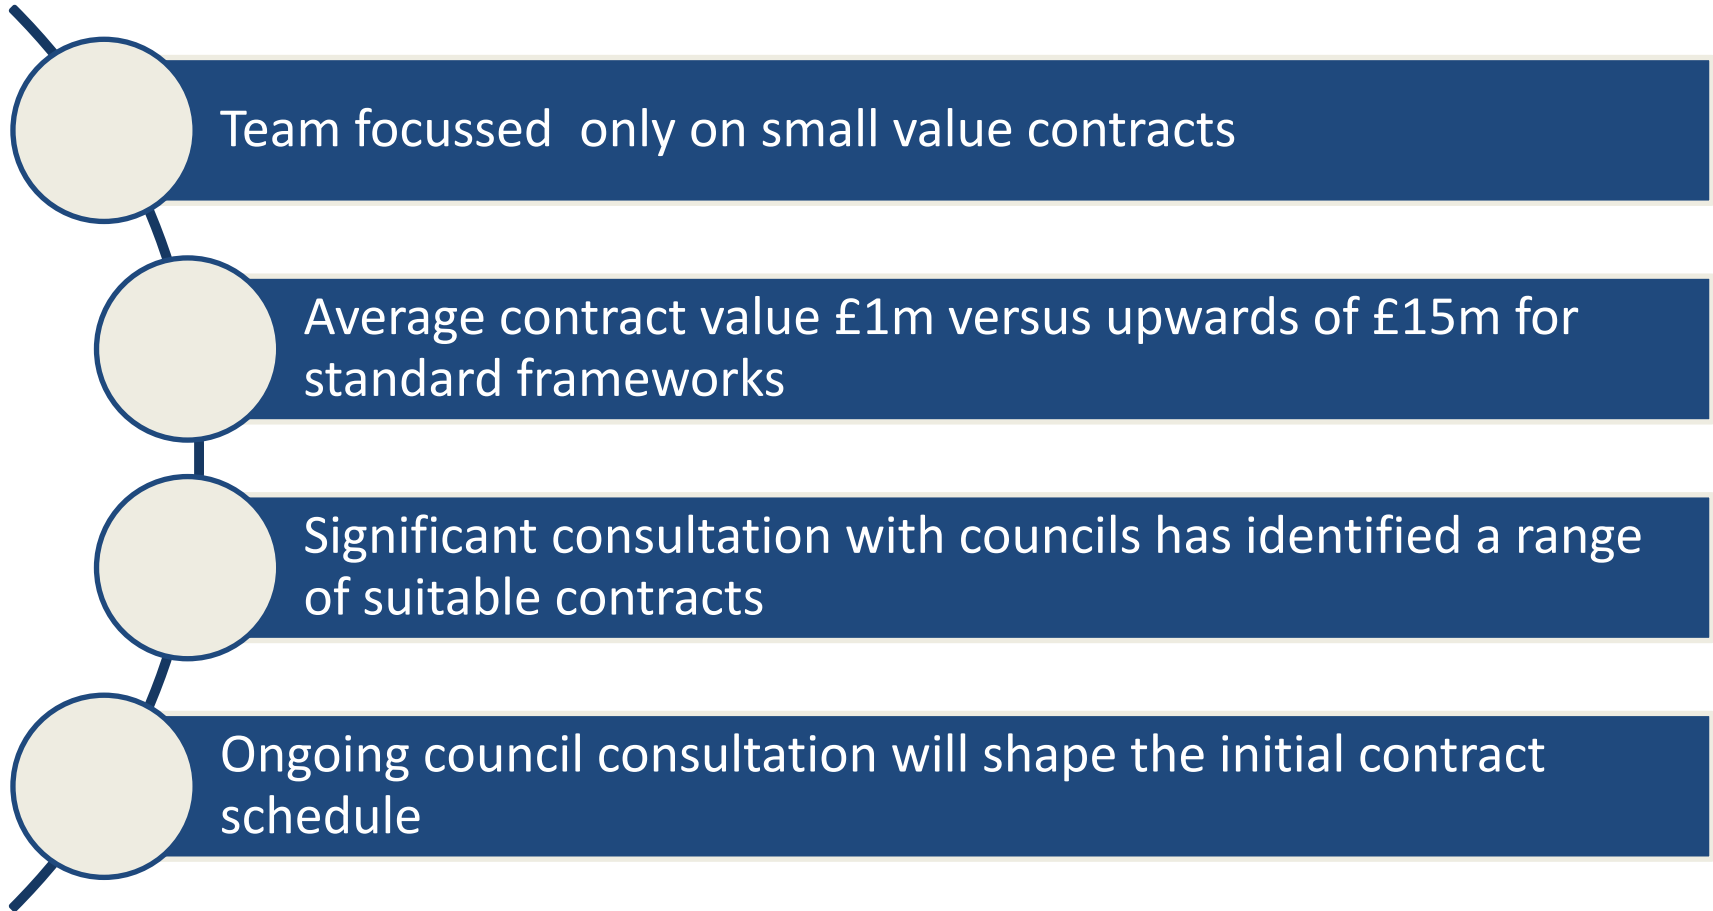 Team focussed  only on small value contracts
Average contract value £1m versus upwards of £15m for
standard frameworks
Significant consultation with councils has identified a range
of suitable contracts
Ongoing council consultation will shape the initial contract
schedule